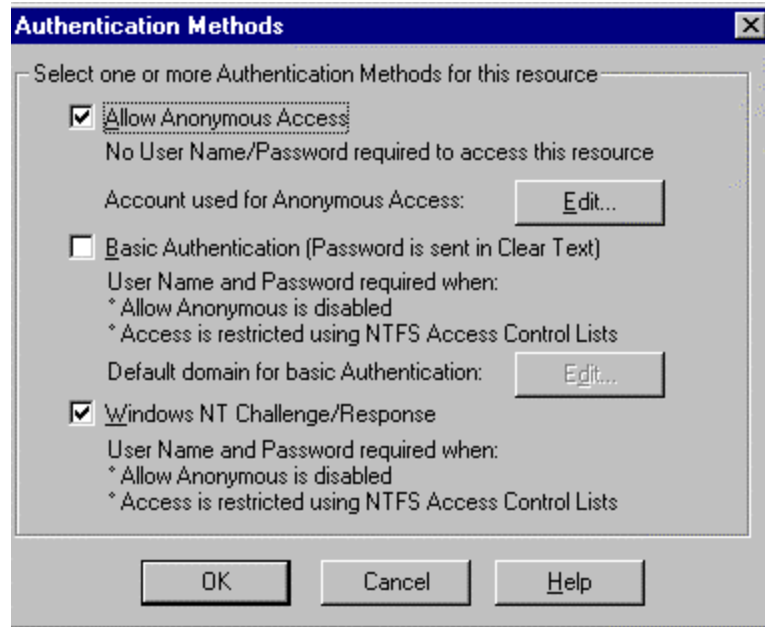 Authentication Methods
Select one or more Authentication Methods for this resource
Allow Anonymous Access
No User Name/Password required to access this resource
Account used for Anonymous Access: Edit...
Basic Authentication (Password is sent in Clear Text)
User Name and Password required when:
* Allow Anonymous is disabled
* Access is restricted using NTFS Access Control Lists
Default domain for basic Authentication: Edit...
Windows NT Challenge/Response
User Name and Password required when:
* Allow Anonymous is disabled
* Access is restricted using NTFS Access Control Lists
OK Cancel Help